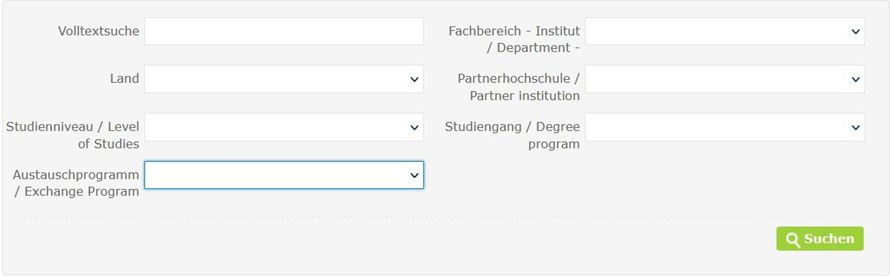 Volltextsuche
Fachbereich - Institut
/ Department -
Land
Partnerhochschule /
Partner institution
Studienniveau / Level
of Studies
Studiengang / Degree
program
Austauschprogramm
/ Exchange Program
Suchen